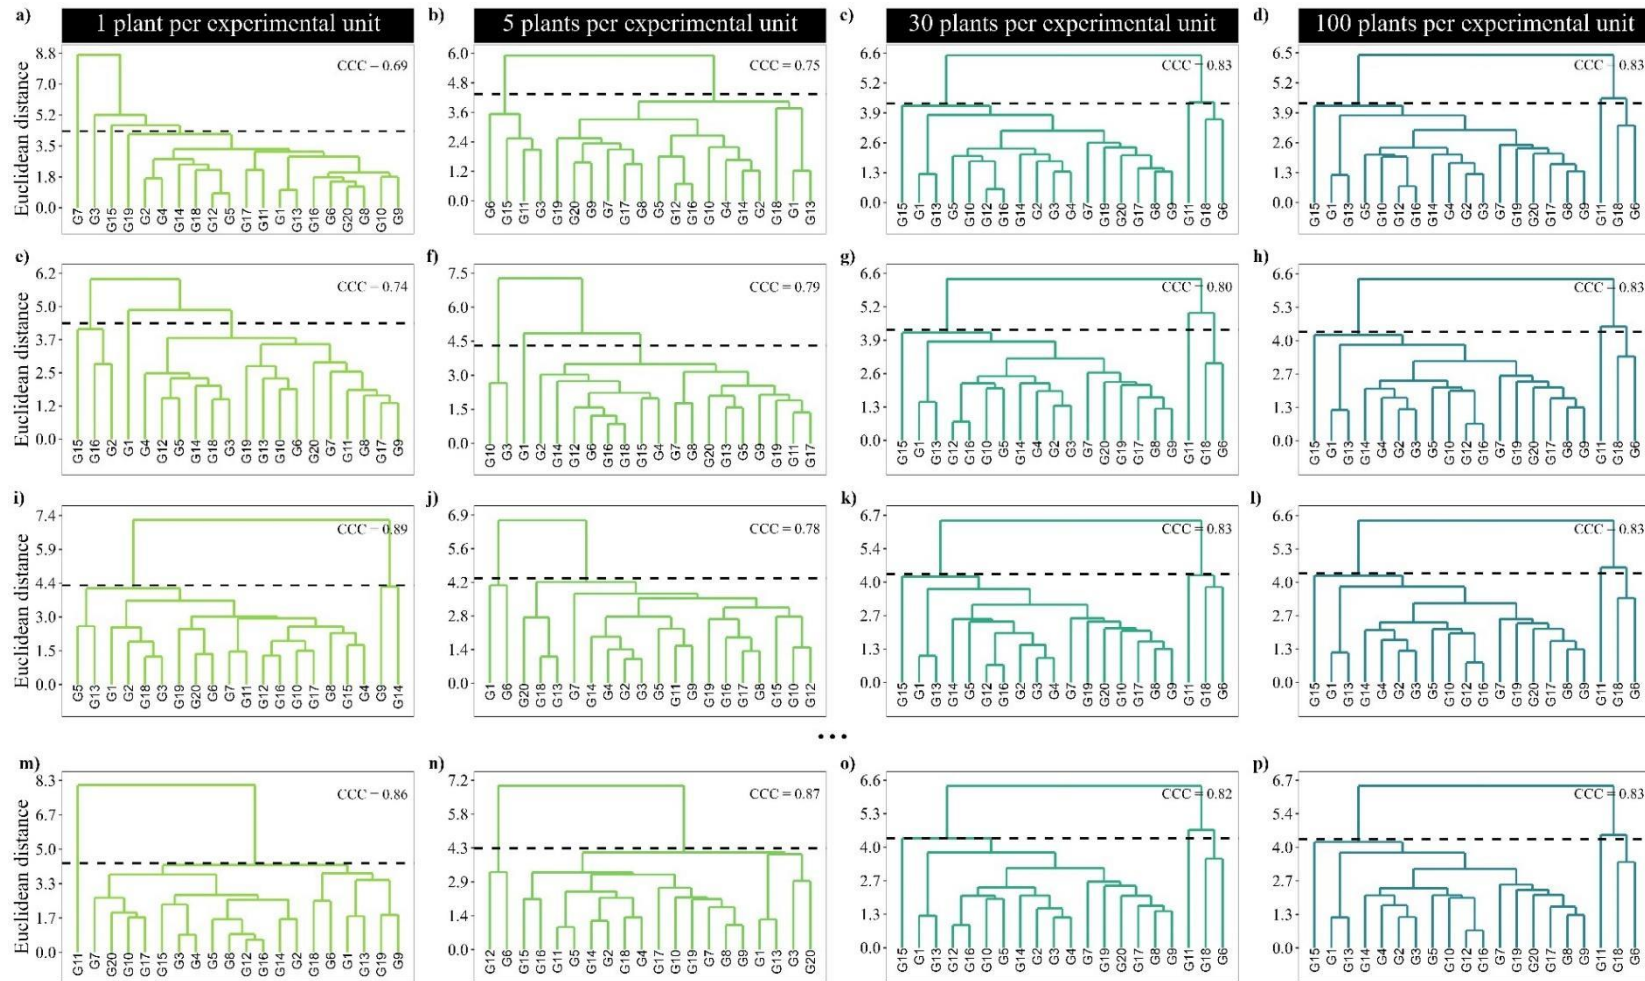 a) 1 plant per experimental unit b) 5 plants per experimental unit c) 30 plants per experimental unit d) 100 plants per experimental unit
Euclidean distance
8.8 7.0 5.2 3.5 1.8 0.0
CCC = 0.69
G7 G3 G15 G19 G2 G4 G14 G18 G12 G5 G17 G11 G1 G13 G16 G6 G20 G8 G10 G9
6.0 4.8 3.6 2.4 1.2 0.0
CCC = 0.75
G6 G15 G11 G3 G19 G20 G9 G7 G17 G8 G5 G12 G16 G10 G4 G14 G2 G18 G1 G13
6.6 5.2 3.9 2.6 1.3 0.0
CCC = 0.83
G15 G1 G13 G5 G10 G12 G16 G14 G2 G3 G4 G7 G19 G20 G17 G8 G9 G11 G18 G6
6.5 5.2 3.9 2.6 1.3 0.0
CCC = 0.83
G15 G1 G13 G5 G10 G12 G16 G14 G4 G2 G3 G7 G19 G20 G17 G8 G9 G11 G18 G6
e) f) g) h)
Euclidean distance
6.2 5.0 3.7 2.5 1.2 0.0
CCC = 0.74
G15 G16 G2 G1 G4 G12 G5 G14 G18 G3 G19 G13 G10 G6 G20 G7 G11 G8 G17 G9
7.5 6.0 4.5 3.0 1.5 0.0
CCC = 0.79
G10 G3 G1 G2 G14 G12 G6 G16 G18 G15 G4 G7 G8 G20 G13 G5 G9 G19 G11 G17
6.6 5.2 3.9 2.6 1.3 0.0
CCC = 0.80
G15 G1 G13 G12 G16 G10 G5 G14 G4 G2 G3 G7 G20 G19 G17 G8 G9 G11 G18 G6
6.6 5.3 4.0 2.7 1.3 0.0
CCC = 0.83
G15 G1 G13 G14 G4 G2 G3 G5 G10 G12 G16 G7 G19 G20 G17 G8 G9 G11 G18 G6
i) j) k) l)
Euclidean distance
7.4 5.9 4.4 3.0 1.5 0.0
CCC = 0.89
G5 G13 G1 G2 G18 G3 G19 G20 G6 G7 G11 G12 G16 G10 G17 G8 G15 G4 G9 G14
6.9 5.6 4.2 2.8 1.4 0.0
CCC = 0.78
G1 G6 G20 G18 G13 G7 G14 G4 G2 G3 G5 G11 G9 G19 G16 G17 G8 G15 G10 G12
6.7 5.4 4.0 2.7 1.3 0.0
CCC = 0.83
G15 G1 G13 G14 G5 G12 G16 G2 G3 G4 G7 G20 G19 G10 G17 G8 G9 G11 G18 G6
6.6 5.3 4.0 2.7 1.3 0.0
CCC = 0.83
G15 G1 G13 G14 G4 G2 G3 G5 G10 G12 G16 G7 G19 G20 G17 G8 G9 G11 G18 G6
...
m) n) o) p)
Euclidean distance
8.3 6.7 5.0 3.3 1.7 0.0
CCC = 0.86
G11 G7 G20 G10 G17 G15 G3 G4 G5 G8 G12 G16 G14 G2 G18 G6 G1 G13 G19 G9
7.2 5.8 4.3 2.9 1.4 0.0
CCC = 0.87
G12 G6 G15 G16 G11 G5 G14 G2 G18 G4 G17 G10 G19 G7 G8 G9 G1 G13 G3 G20
6.6 5.3 4.0 2.7 1.3 0.0
CCC = 0.82
G15 G1 G13 G12 G16 G10 G5 G14 G2 G3 G4 G7 G19 G20 G17 G8 G9 G11 G18 G6
6.7 5.3 4.0 2.7 1.3 0.0
CCC = 0.83
G15 G1 G13 G14 G4 G2 G3 G5 G10 G12 G16 G7 G19 G20 G17 G8 G9 G11 G18 G6